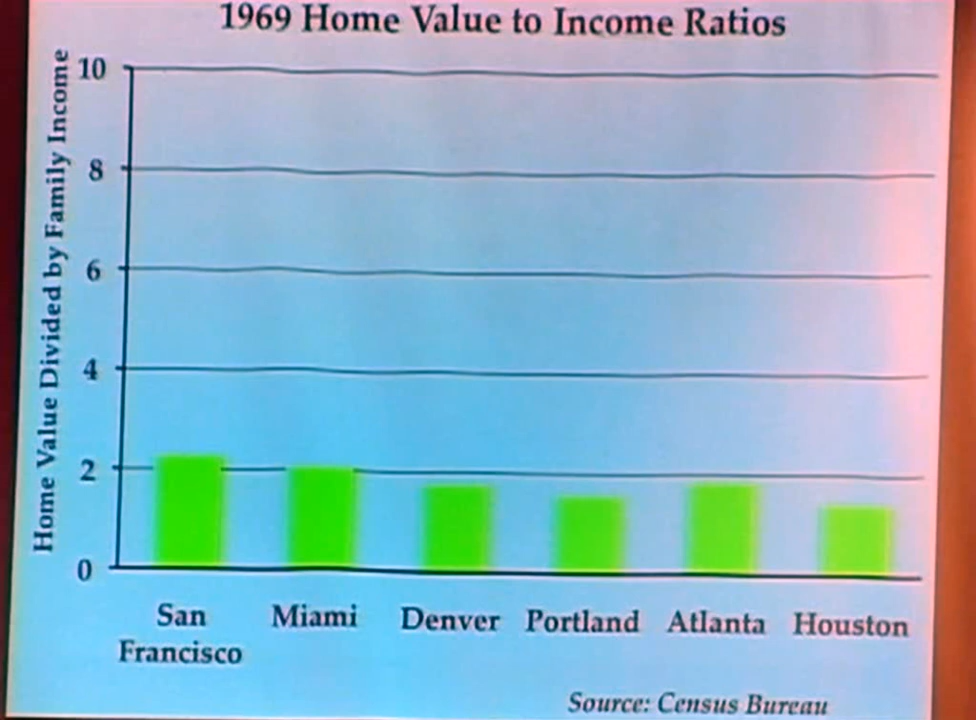 1969 Home Value to Income Ratios
Home Value Divided by Family Income
10
8
6
4
2
0
San Francisco
Miami
Denver
Portland
Atlanta
Houston
Source: Census Bureau